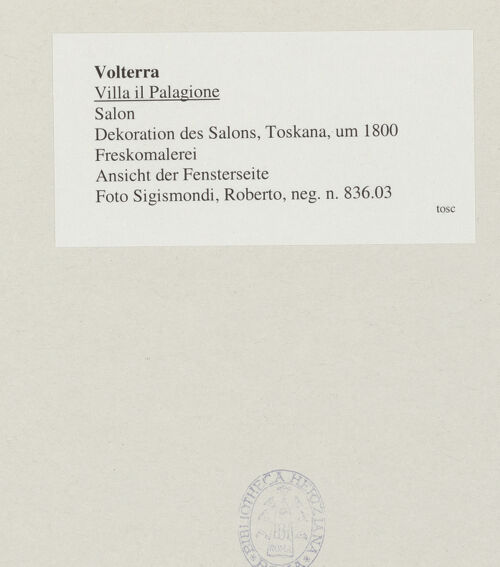 Volterra
Villa il Palagione
Salon
Dekoration des Salons, Toskana, um 1800
Freskomalerei
Ansicht der Fensterseite
Foto Sigismondi, Roberto, neg. n. 836.03
tosc
BIBLIOTHECA HERTZIANA
ROMA